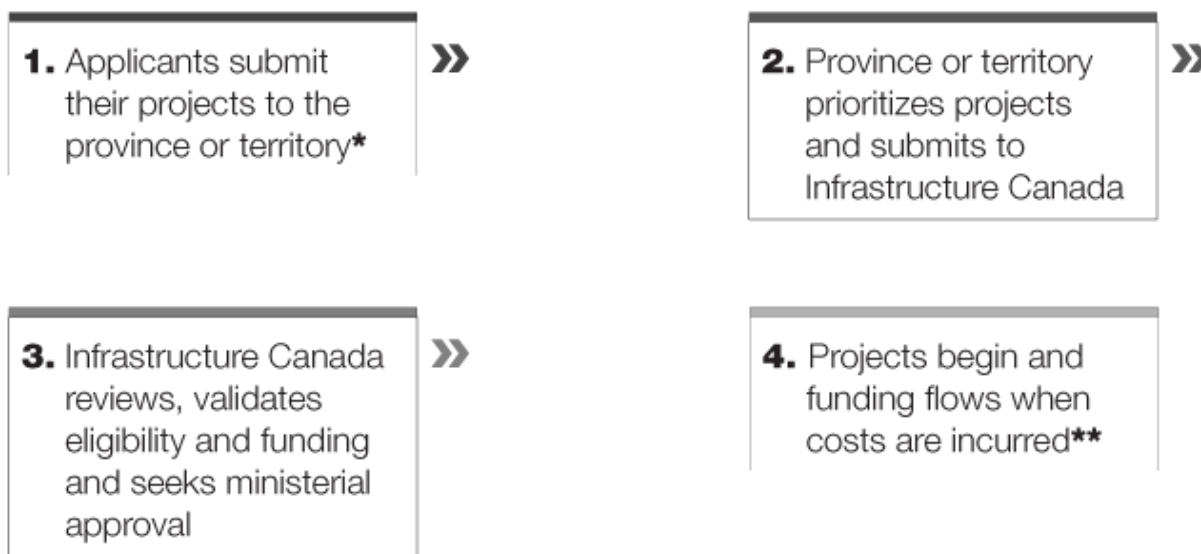 1. Applicants submit
their projects to the
province or territory*
»
2. Province or territory
prioritizes projects
and submits to
Infrastructure Canada
»
3. Infrastructure Canada
reviews, validates
eligibility and funding
and seeks ministerial
approval
»
4. Projects begin and
funding flows when
costs are incurred**